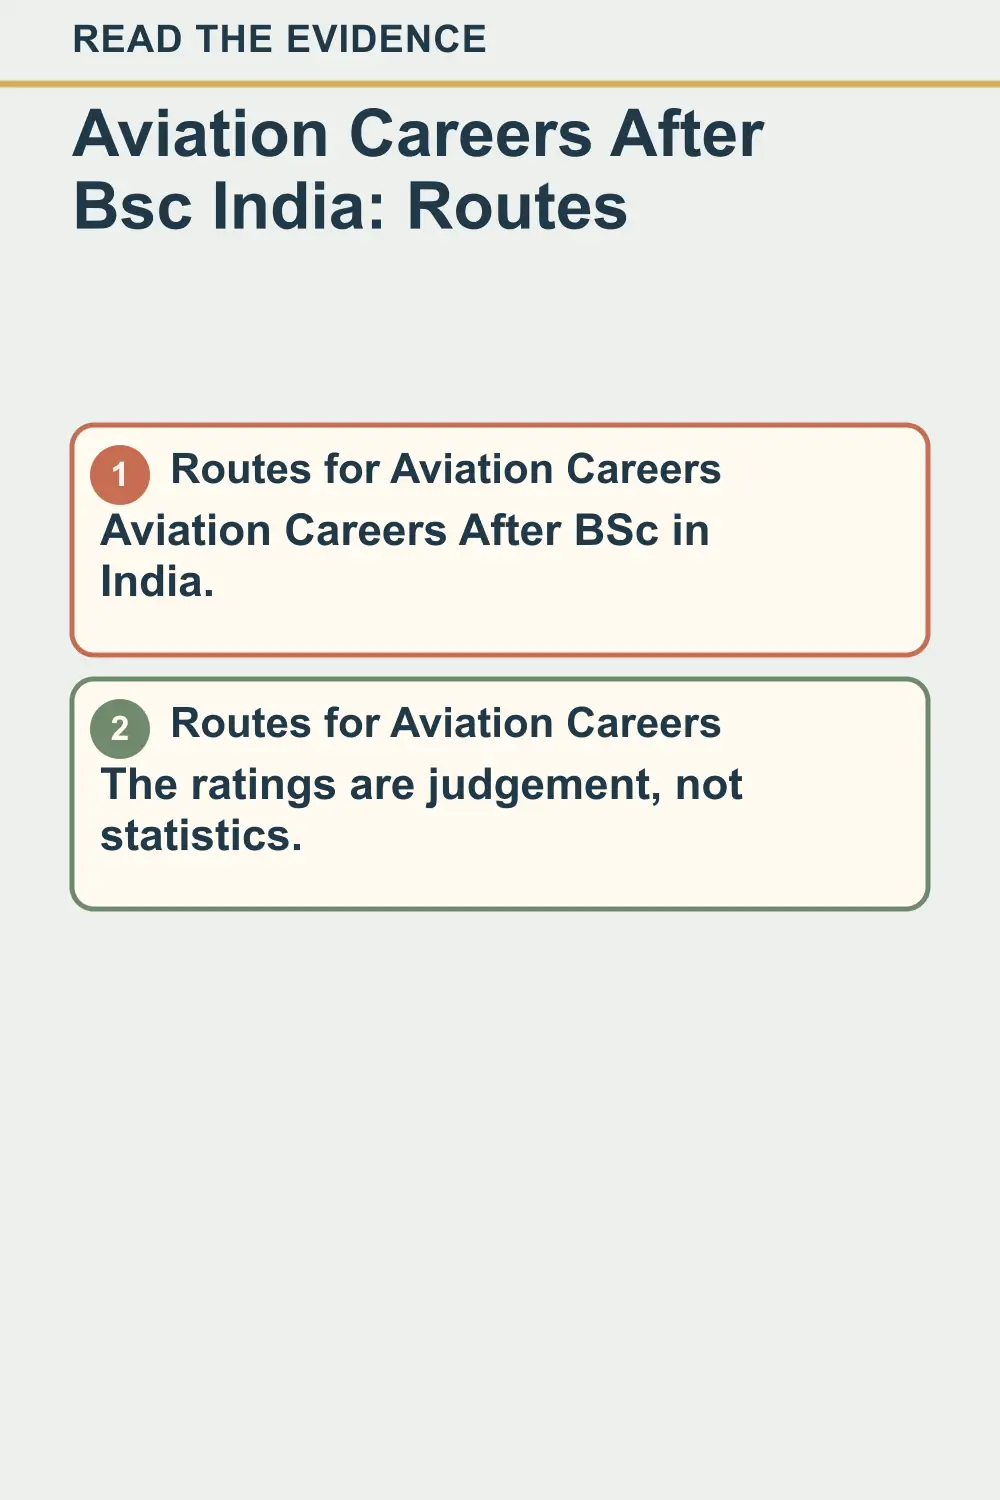 READ THE EVIDENCE
Aviation Careers After
Bsc India: Routes
1 Routes for Aviation Careers
Aviation Careers After BSc in
India.
2 Routes for Aviation Careers
The ratings are judgement, not
statistics.